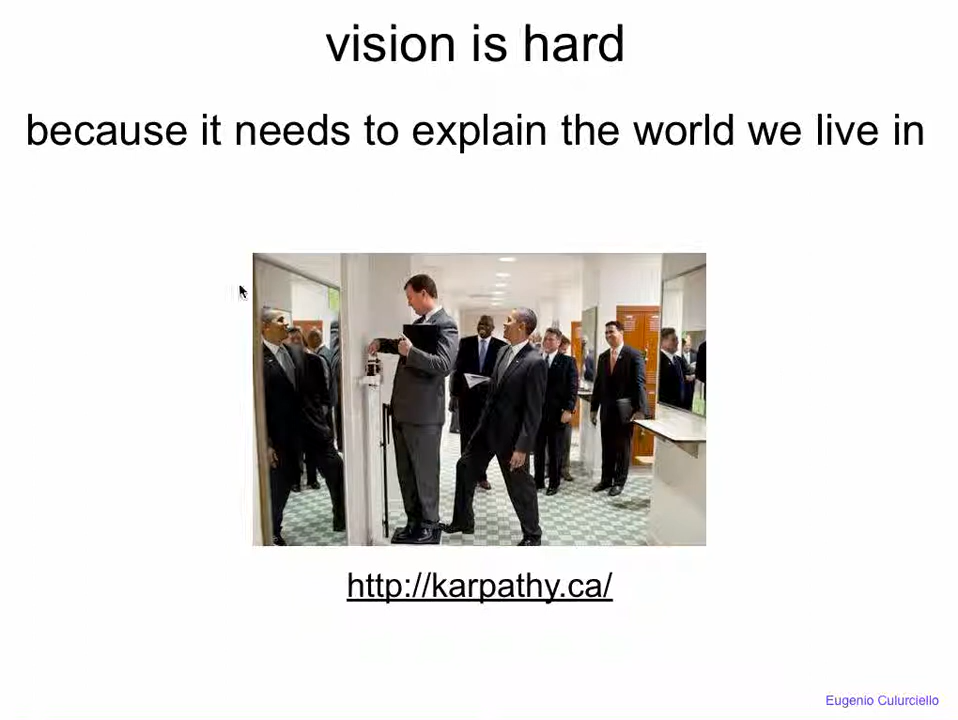 vision is hard
because it needs to explain the world we live in
http://karpathy.ca/
Eugenio Culurciello